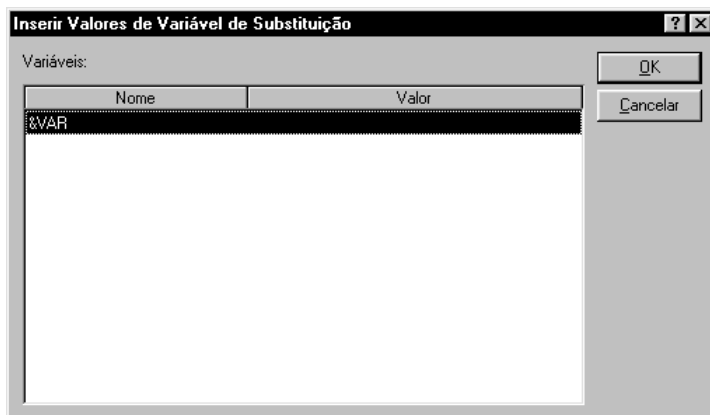 Inserir Valores de Variável de Substituição
Variáveis:
OK
Nome Valor
Cancelar
&VAR